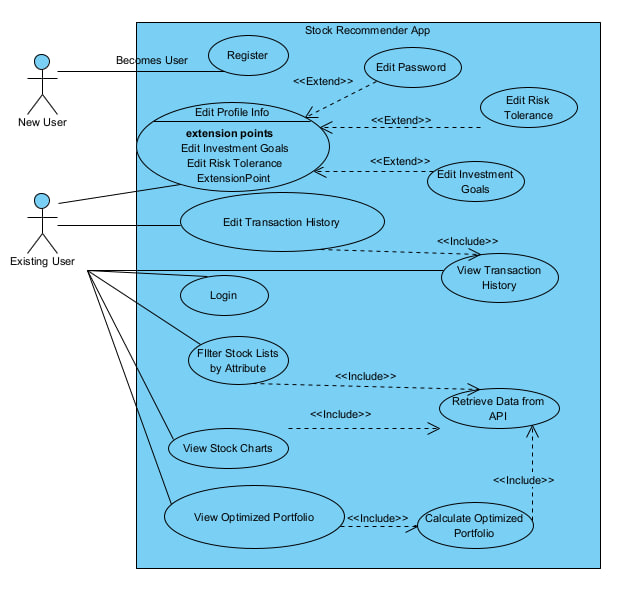 Stock Recommender App
Becomes User
Register
New User
Edit Password
<<Extend>>
Edit Profile Info
extension points
Edit Investment Goals
Edit Risk Tolerance
ExtensionPoint
<<Extend>>
Edit Risk
Tolerance
<<Extend>>
Edit Investment
Goals
Existing User
Edit Transaction History
<<Include>>
View Transaction
History
Login
FIlter Stock Lists
by Attribute
<<Include>>
Retrieve Data from
API
<<Include>>
View Stock Charts
<<Include>>
View Optimized Portfolio
<<Include>>
Calculate Optimized
Portfolio